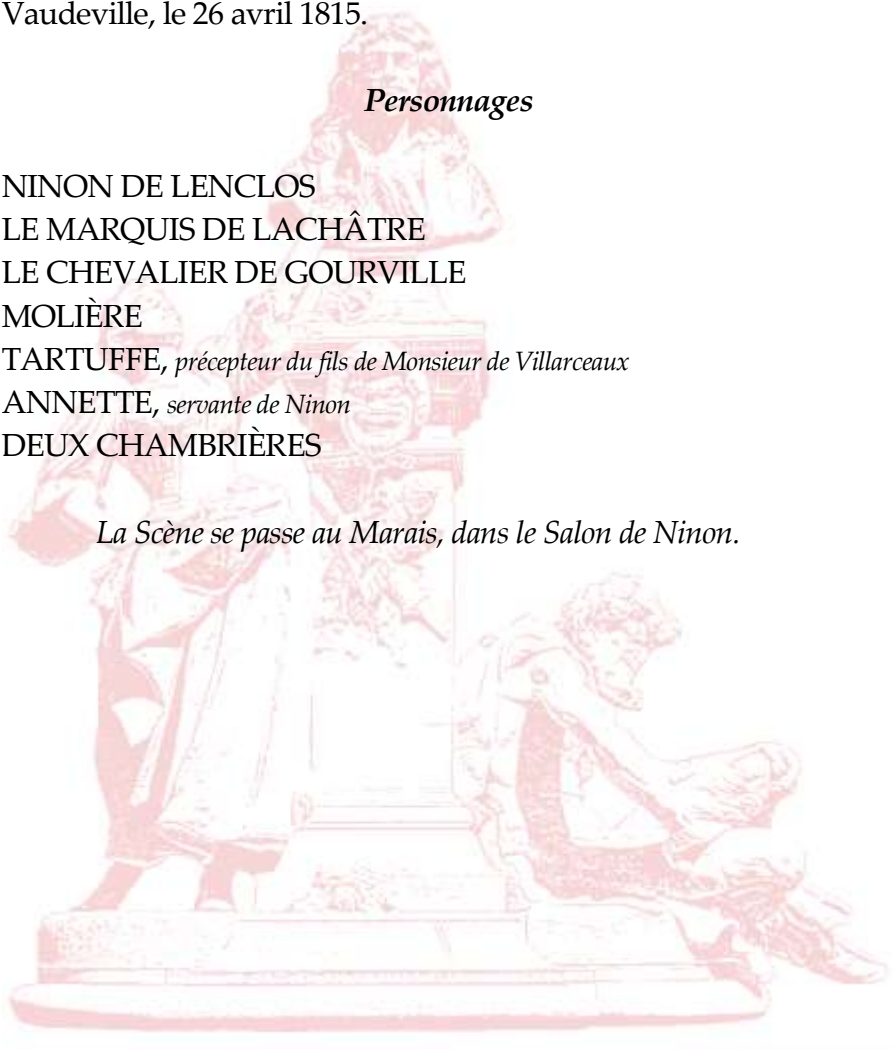 Vaudeville, le 26 avril 1815.
Personnages
NINON DE LENCLOS
LE MARQUIS DE LACHÂTRE
LE CHEVALIER DE GOURVILLE
MOLIÈRE
TARTUFFE, précepteur du fils de Monsieur de Villarceaux
ANNETTE, servante de Ninon
DEUX CHAMBRIÈRES
La Scène se passe au Marais, dans le Salon de Ninon.